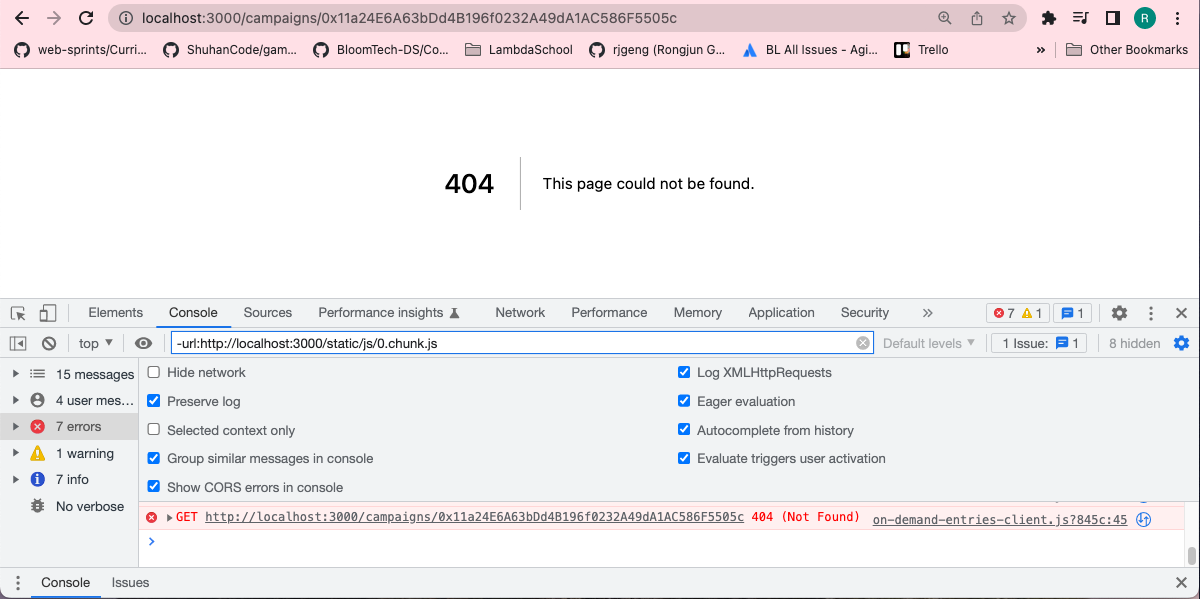 localhost:3000/campaigns/0x11a24E6A63bDd4B196f0232A49dA1AC586F5505c
R
web-sprints/Curri... ShuhanCode/gam... BloomTech-DS/Co... LambdaSchool rjgeng (Rongjun G... BL All Issues - Agi... Trello » Other Bookmarks
404 This page could not be found.
Elements Console Sources Performance insights Network Performance Memory Application Security » 7 1 1
top -url:http://localhost:3000/static/js/0.chunk.js Default levels 1 Issue: 1 8 hidden
15 messages
4 user mes...
7 errors
1 warning
7 info
No verbose
Hide network
Preserve log
Selected context only
Group similar messages in console
Show CORS errors in console
Log XMLHttpRequests
Eager evaluation
Autocomplete from history
Evaluate triggers user activation
GET http://localhost:3000/campaigns/0x11a24E6A63bDd4B196f0232A49dA1AC586F5505c 404 (Not Found) on-demand-entries-client.js?845c:45
Console Issues